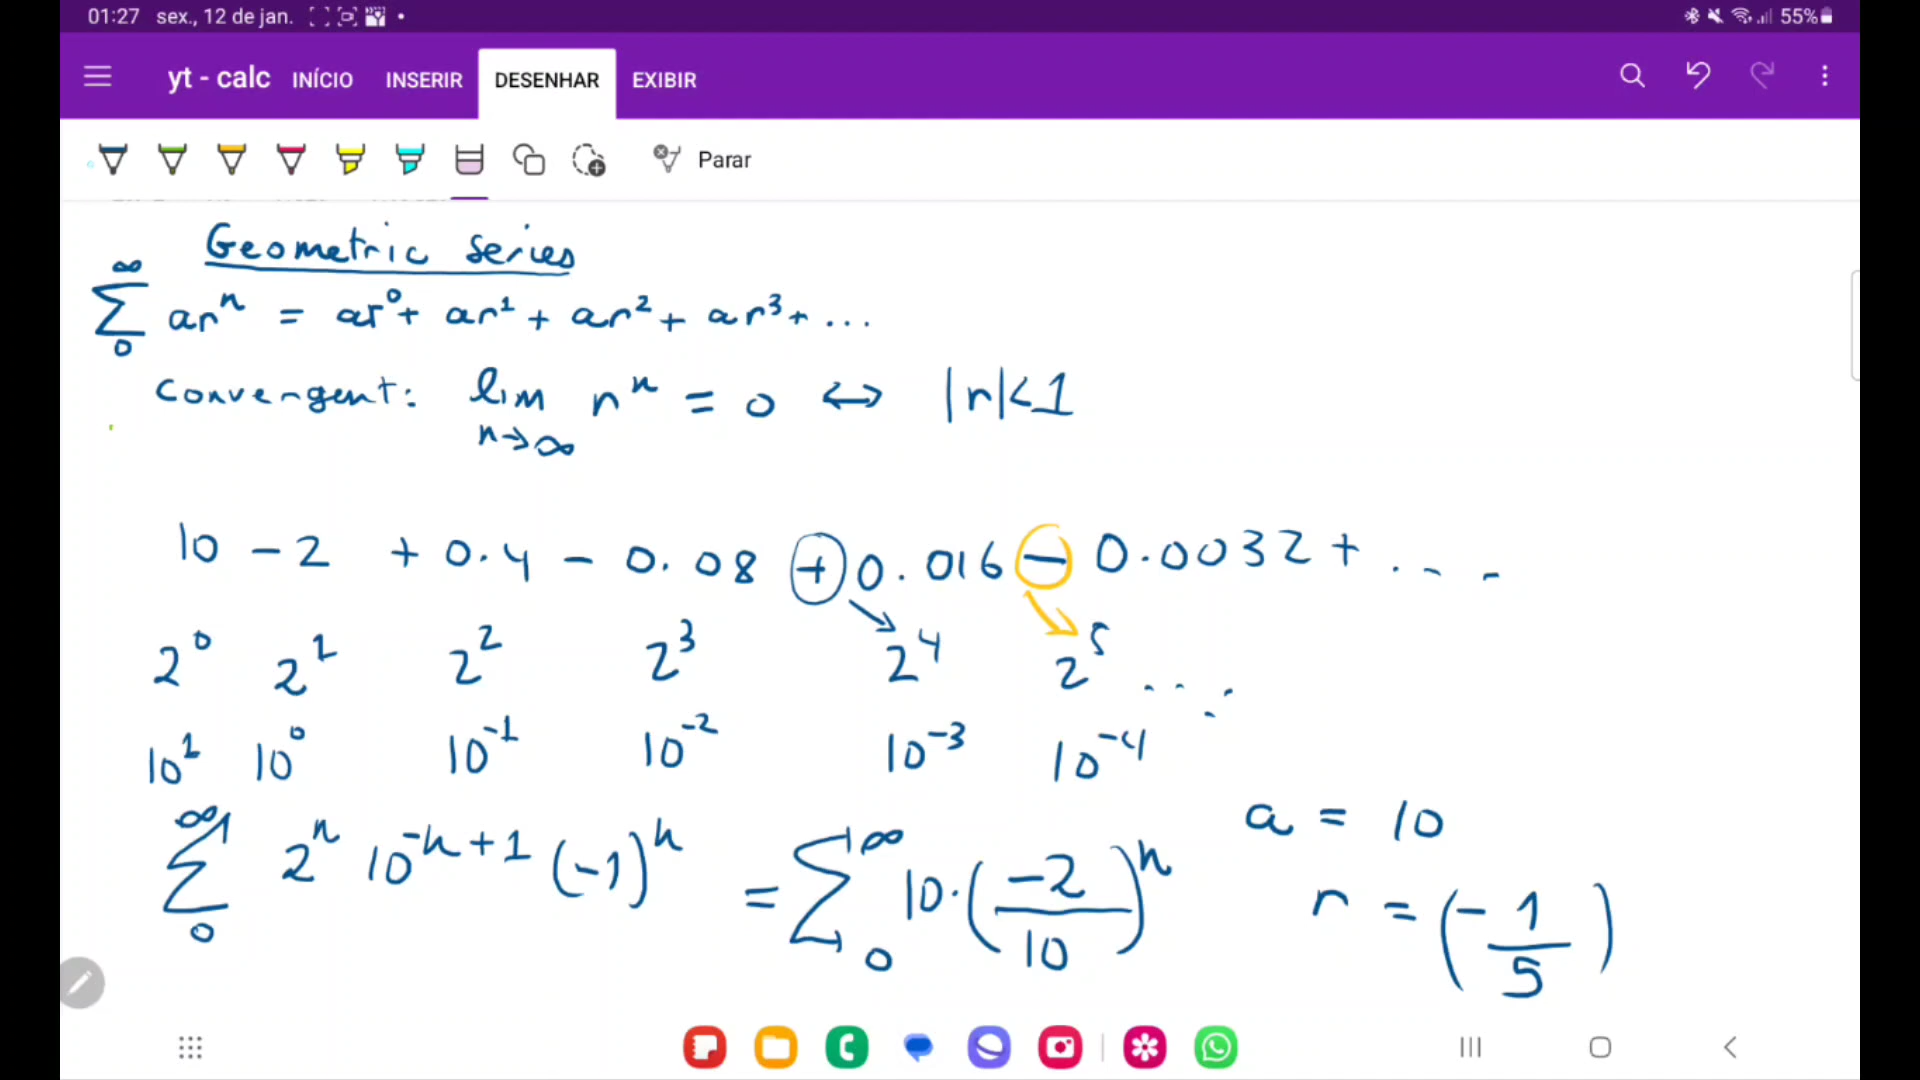 01:27 sex., 12 de jan. 55%
yt - calc INÍCIO INSERIR DESENHAR EXIBIR
Parar
Geometric series
∞
∑ arⁿ = ar⁰ + ar¹ + ar² + ar³ + ...
0
Convergent: lim rⁿ = 0 ↔ |r|<1
n→∞
10 - 2 + 0.4 - 0.08 + 0.016 - 0.0032 + ...
2⁰ 2¹ 2² 2³ 2⁴ 2⁵ ...
10¹ 10⁰ 10⁻¹ 10⁻² 10⁻³ 10⁻⁴
a = 10
∞ ∞
∑ 2ⁿ 10⁻ⁿ⁺¹ (-1)ⁿ = ∑ 10·(-2/10)ⁿ r = (-1/5)
0 0